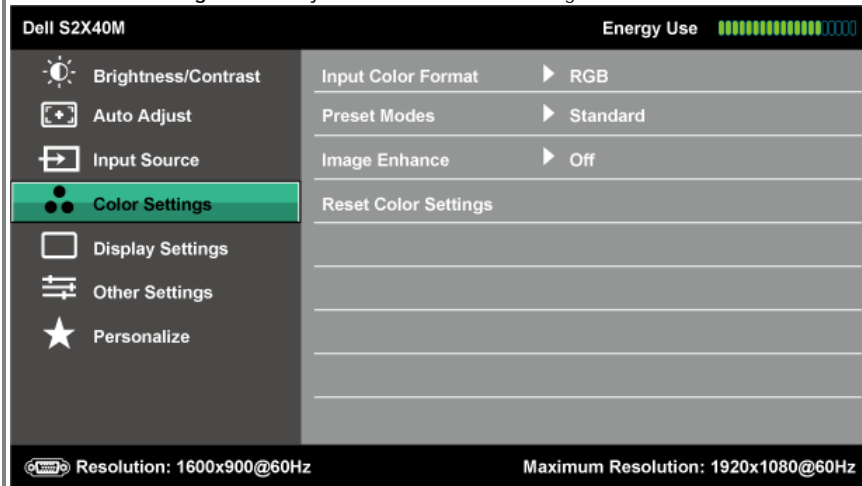 Dell S2X40M Energy Use
Brightness/Contrast Input Color Format RGB
Auto Adjust Preset Modes Standard
Input Source Image Enhance Off
Color Settings Reset Color Settings
Display Settings
Other Settings
Personalize
Resolution: 1600x900@60Hz Maximum Resolution: 1920x1080@60Hz